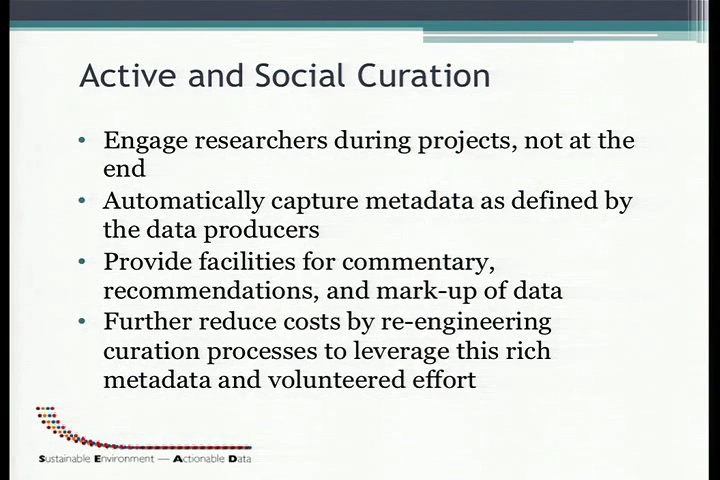 Active and Social Curation
• Engage researchers during projects, not at the
end
• Automatically capture metadata as defined by
the data producers
• Provide facilities for commentary,
recommendations, and mark-up of data
• Further reduce costs by re-engineering
curation processes to leverage this rich
metadata and volunteered effort
Sustainable Environment — Actionable Data